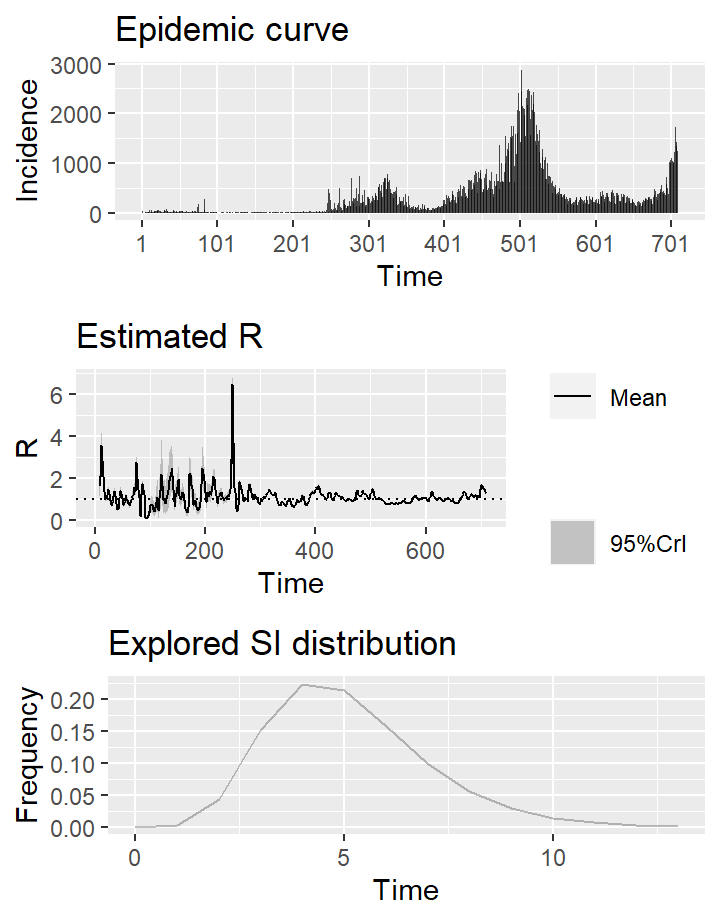 Epidemic curve
3000
2000
1000
0
Incidence
1 101 201 301 401 501 601 701
Time
Estimated R
6
4
2
0
R
0 200 400 600
Time
Mean
95%CrI
Explored SI distribution
0.20
0.15
0.10
0.05
0.00
Frequency
0 5 10
Time